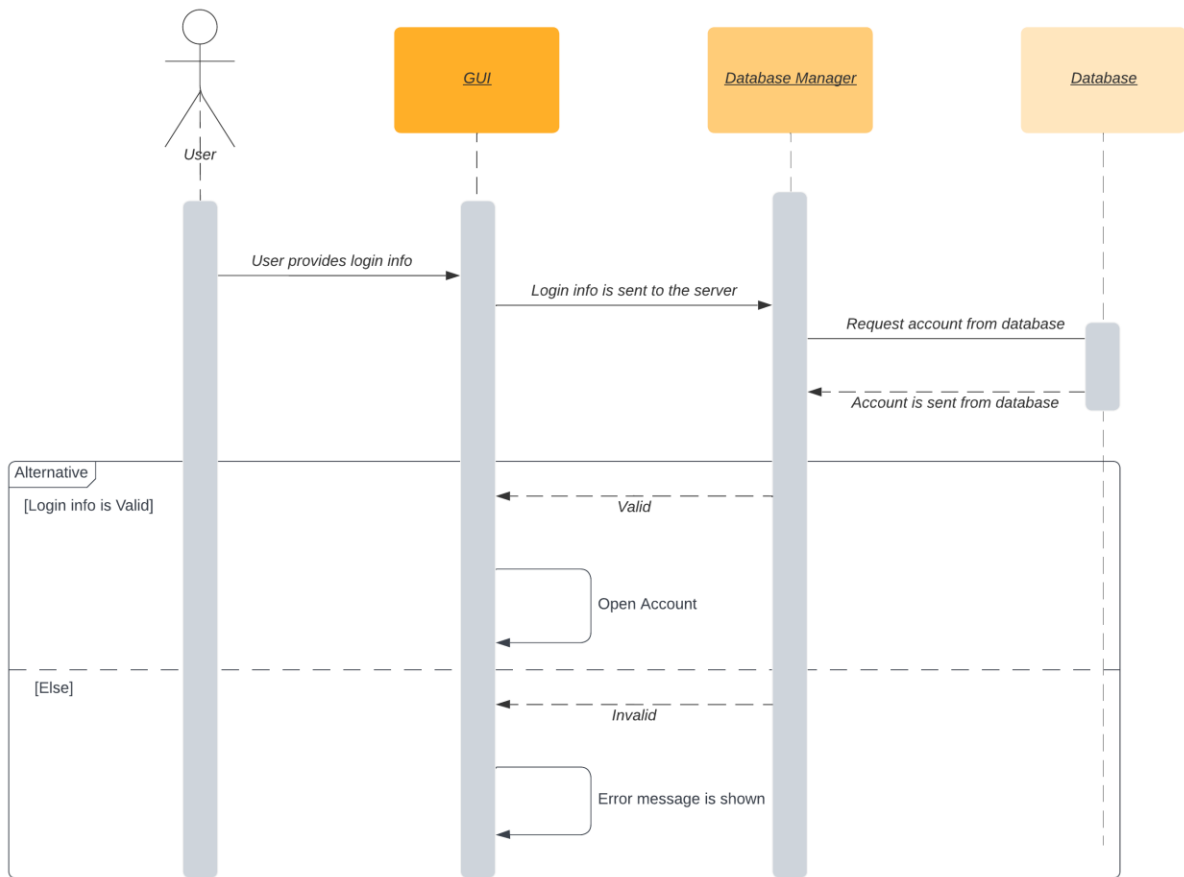 GUI
Database Manager
Database
User
User provides login info
Login info is sent to the server
Request account from database
Account is sent from database
Alternative
[Login info is Valid]
Valid
Open Account
[Else]
Invalid
Error message is shown